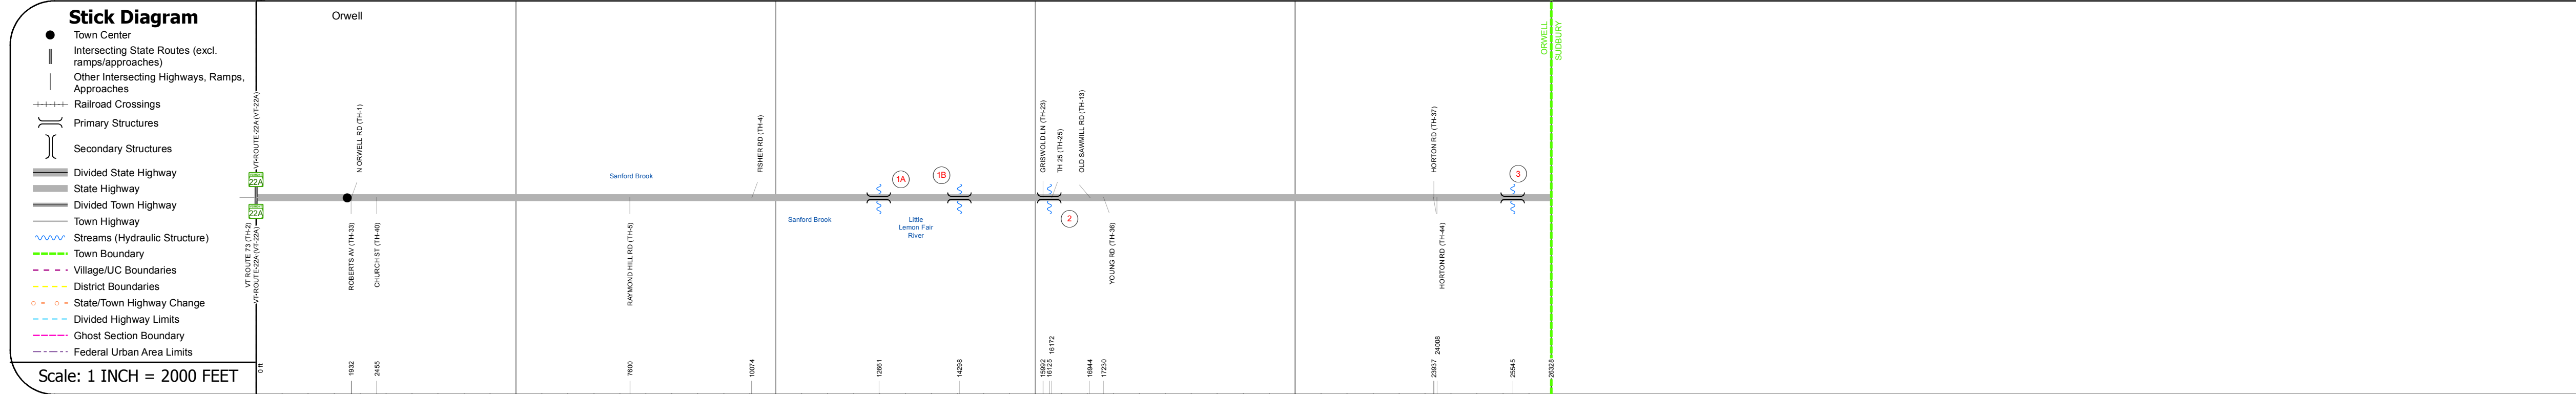 Stick Diagram
Town Center
Intersecting State Routes (excl.
ramps/approaches)
Other Intersecting Highways, Ramps,
Approaches
Railroad Crossings
Primary Structures
Secondary Structures
Divided State Highway
State Highway
Divided Town Highway
Town Highway
Streams (Hydraulic Structure)
Town Boundary
Village/UC Boundaries
District Boundaries
State/Town Highway Change
Divided Highway Limits
Ghost Section Boundary
Federal Urban Area Limits
Scale: 1 INCH = 2000 FEET
Orwell
ORWELL
SUDBURY
VT-ROUTE-22A (VT-22A)
N ORWELL RD (TH-1)
FISHER RD (TH-4)
GRISWOLD LN (TH-23)
TH 25 (TH-25)
OLD SAWMILL RD (TH-13)
HORTON RD (TH-37)
Sanford Brook
22A
22A
1A
1B
2
3
Sanford Brook
Little
Lemon Fair
River
VT ROUTE 73 (TH-2)
VT-ROUTE-22A (VT-22A)
ROBERTS AV (TH-33)
CHURCH ST (TH-40)
RAYMOND HILL RD (TH-5)
YOUNG RD (TH-36)
HORTON RD (TH-44)
0 ft
1932
2455
7600
10074
12661
14298
15992
16125
16172
16944
17230
23937
24008
25545
26328